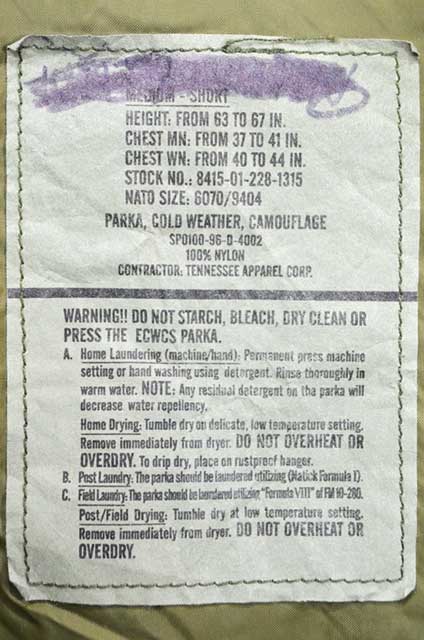 MEDIUM - SHORT
HEIGHT: FROM 63 TO 67 IN.
CHEST MN: FROM 37 TO 41 IN.
CHEST WN: FROM 40 TO 44 IN.
STOCK NO.: 8415-01-228-1315
NATO SIZE: 6070/9404
PARKA, COLD WEATHER, CAMOUFLAGE
SPO100-96-D-4002
100% NYLON
CONTRACTOR: TENNESSEE APPAREL CORP.
WARNING!! DO NOT STARCH, BLEACH, DRY CLEAN OR
PRESS THE ECWCS PARKA.
A. Home Laundering (machine/hand): Permanent press machine
setting or hand washing using detergent. Rinse thoroughly in
warm water. NOTE: Any residual detergent on the parka will
decrease water repellency.
Home Drying: Tumble dry on delicate, low temperature setting.
Remove immediately from dryer. DO NOT OVERHEAT OR
OVERDRY. To drip dry, place on rustproof hanger.
B. Post Laundry: The parka should be laundered utilizing (Natick Formula 1).
C. Field Laundry: The parka should be laundered utilizing "Formula VIII" of FM 10-280.
Post/Field Drying: Tumble dry at low temperature setting.
Remove immediately from dryer. DO NOT OVERHEAT OR
OVERDRY.